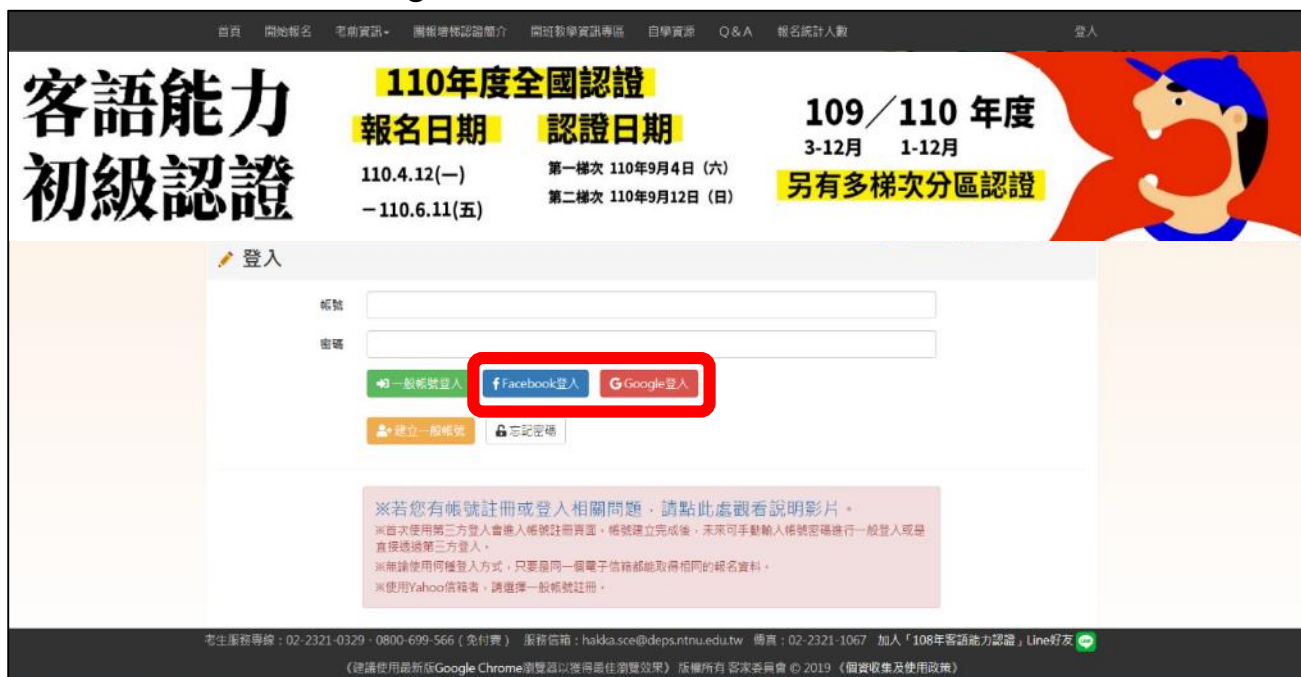 首頁 開始報名 考前資訊 團報增梯認證簡介 開班教學資訊專區 自學資源 Q&A 報名統計人數 登入
客語能力
初級認證
110年度全國認證
報名日期 認證日期
110.4.12(一)
－110.6.11(五)
第一梯次 110年9月4日（六）
第二梯次 110年9月12日（日）
109／110 年度
3-12月 1-12月
另有多梯次分區認證
登入
帳號
密碼
一般帳號登入 Facebook登入 Google登入
建立一般帳號 忘記密碼
※若您有帳號註冊或登入相關問題，請點此處觀看說明影片。
※首次使用第三方登入會進入帳號註冊頁面，帳號建立完成後，未來可手動輸入帳號密碼進行一般登入或是
直接透過第三方登入。
※無論使用何種登入方式，只要是同一個電子信箱都能取得相同的報名資料。
※使用Yahoo信箱者，請選擇一般帳號註冊。
考生服務專線：02-2321-0329、0800-699-566（免付費） 服務信箱：hakka.sce@deps.ntnu.edu.tw 傳真：02-2321-1067 加入「108年客語能力認證」Line好友
《建議使用最新版Google Chrome瀏覽器以獲得最佳瀏覽效果》 版權所有 客家委員會 © 2019 《個資收集及使用政策》